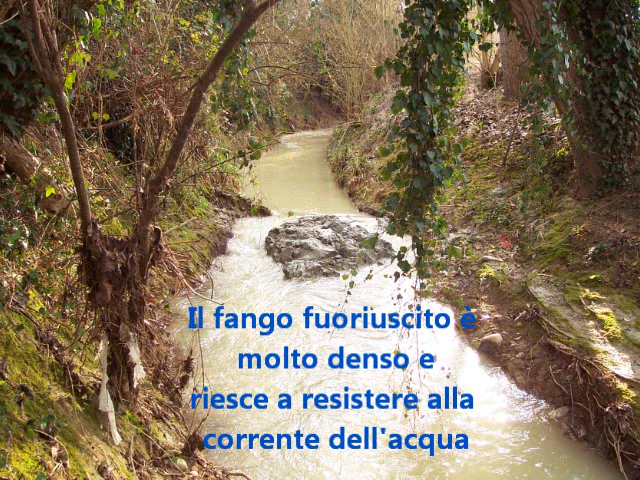 Il fango fuoriuscito è
molto denso e
riesce a resistere alla
corrente dell'acqua